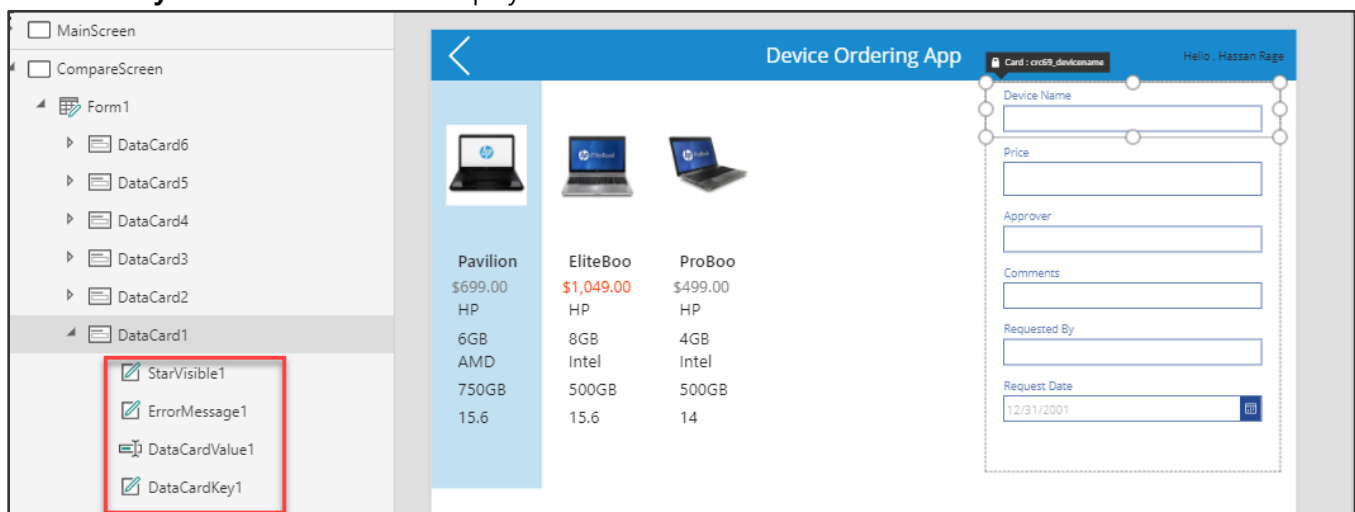 MainScreen
CompareScreen
Form1
DataCard6
DataCard5
DataCard4
DataCard3
DataCard2
DataCard1
StarVisible1
ErrorMessage1
DataCardValue1
DataCardKey1
Device Ordering App
Hello , Hassan Rage
Card : crc69_devicename
Device Name
Price
Approver
Comments
Requested By
Request Date
12/31/2001
Pavilion EliteBoo ProBoo
$699.00 $1,049.00 $499.00
HP HP HP
6GB 8GB 4GB
AMD Intel Intel
750GB 500GB 500GB
15.6 15.6 14